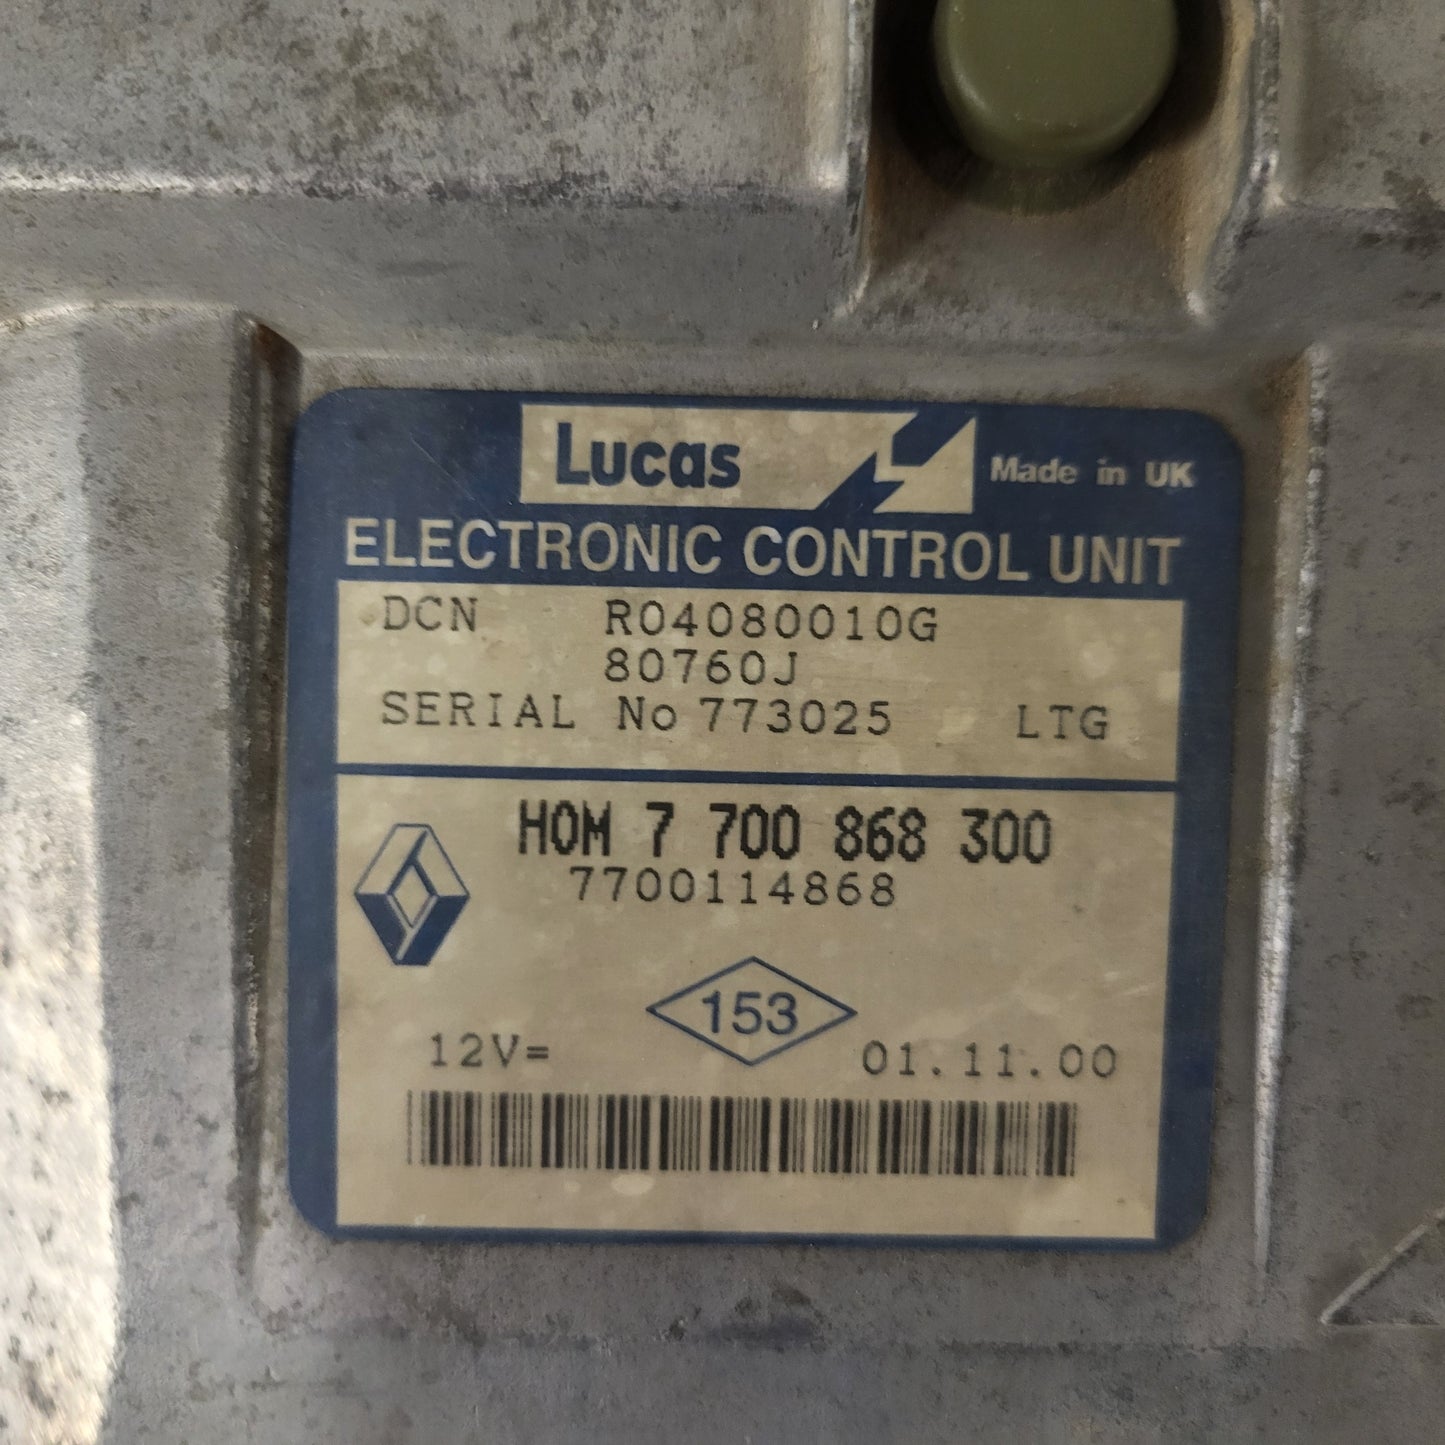 Lucas Made in UK
ELECTRONIC CONTROL UNIT
DCN R04080010G
80760J
SERIAL No 773025 LTG
HOM 7 700 868 300
7700114868
153
12V= 01.11.00